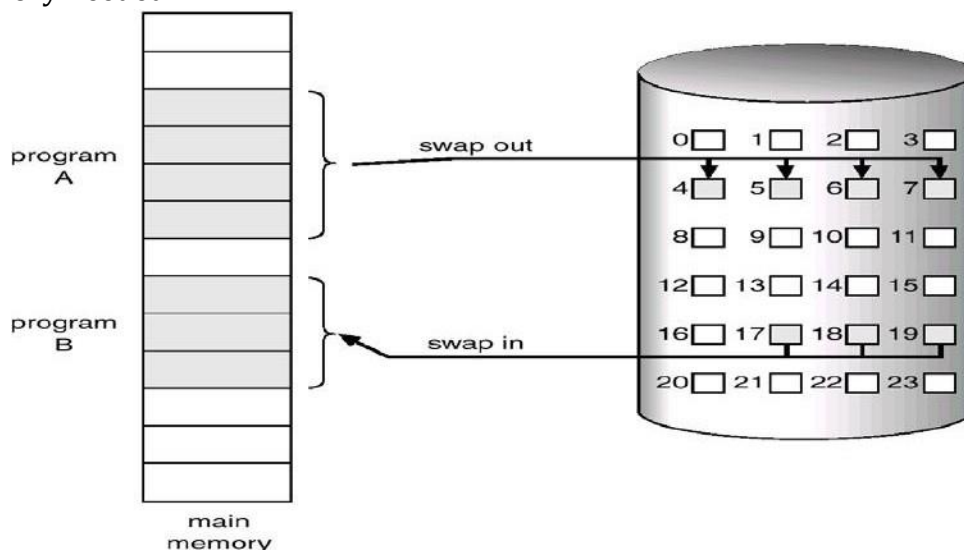 program
A
swap out
0 1 2 3
4 5 6 7
8 9 10 11
12 13 14 15
program
B
swap in
16 17 18 19
20 21 22 23
main
memory